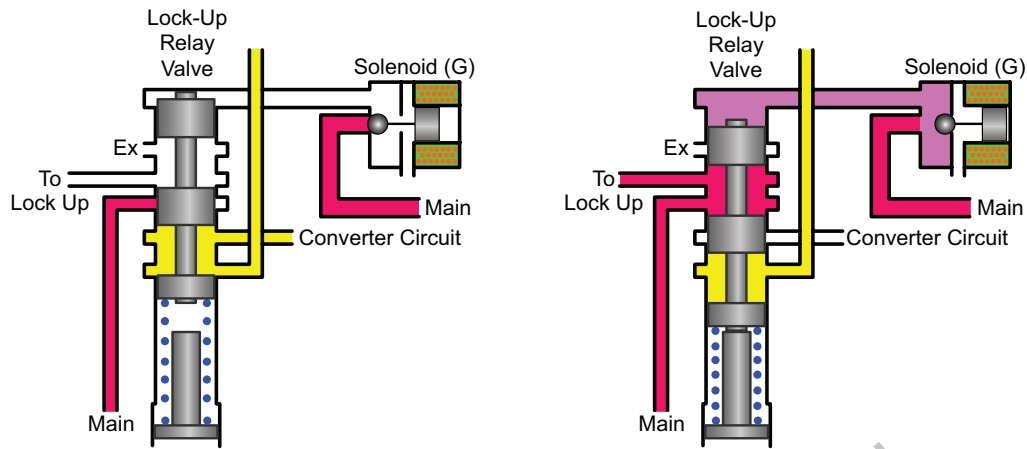 Lock-Up
Relay
Valve
Solenoid (G)
Ex
To
Lock Up
Main
Converter Circuit
Main
Lock-Up
Relay
Valve
Solenoid (G)
Ex
To
Lock Up
Main
Converter Circuit
Main